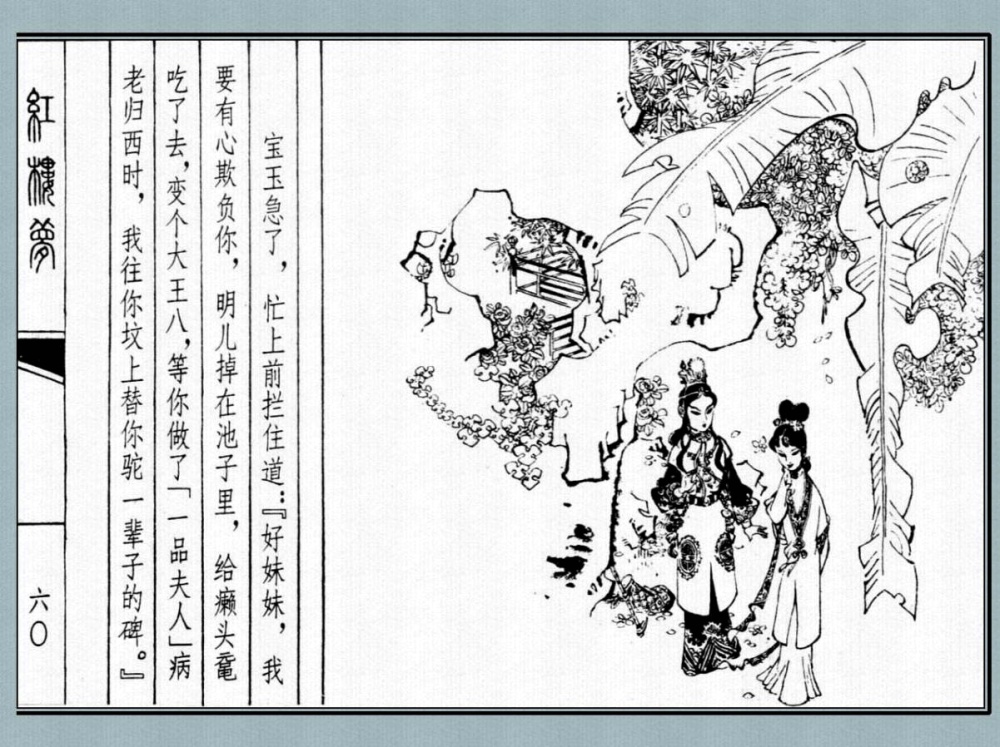 宝玉急了，忙上前拦住道：『好妹妹，我
要有心欺负你，明儿掉在池子里，给癞头鼋
吃了去，变个大王八，等你做了「一品夫人」病
老归西时，我往你坟上替你驼一辈子的碑。』
紅樓夢
六〇